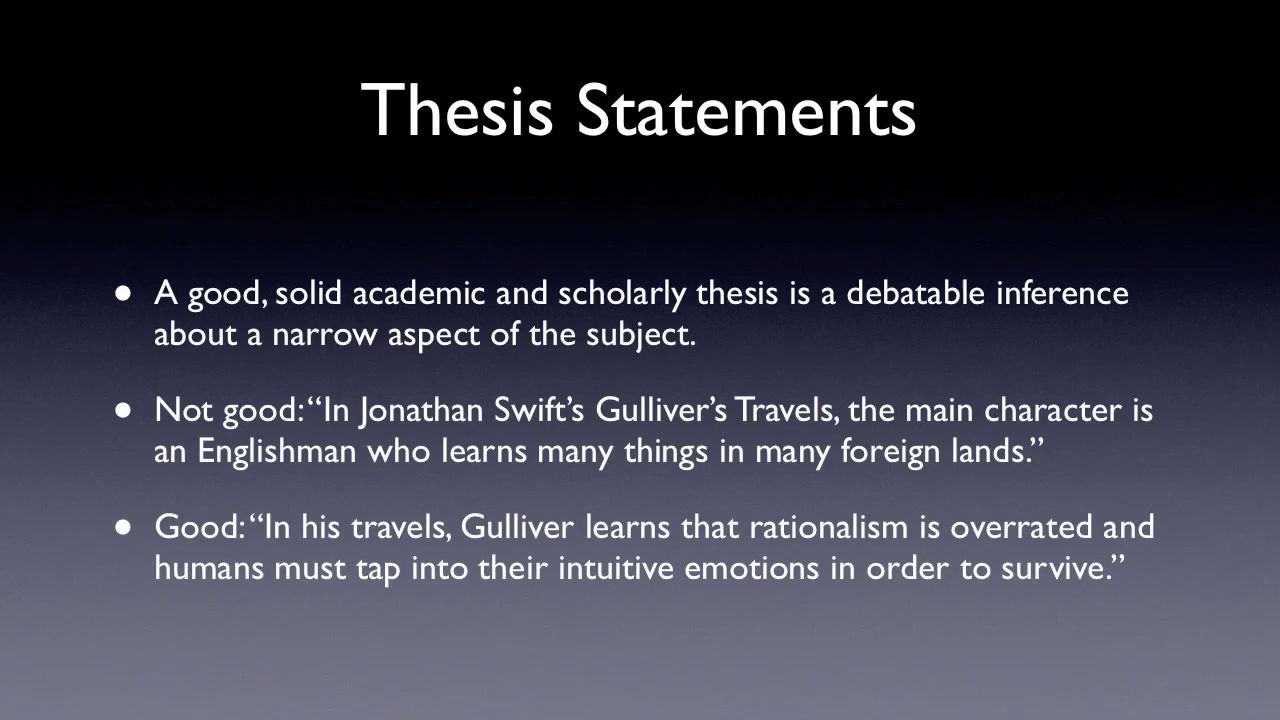 Thesis Statements
• A good, solid academic and scholarly thesis is a debatable inference
about a narrow aspect of the subject.
• Not good: “In Jonathan Swift’s Gulliver’s Travels, the main character is
an Englishman who learns many things in many foreign lands.”
• Good: “In his travels, Gulliver learns that rationalism is overrated and
humans must tap into their intuitive emotions in order to survive.”